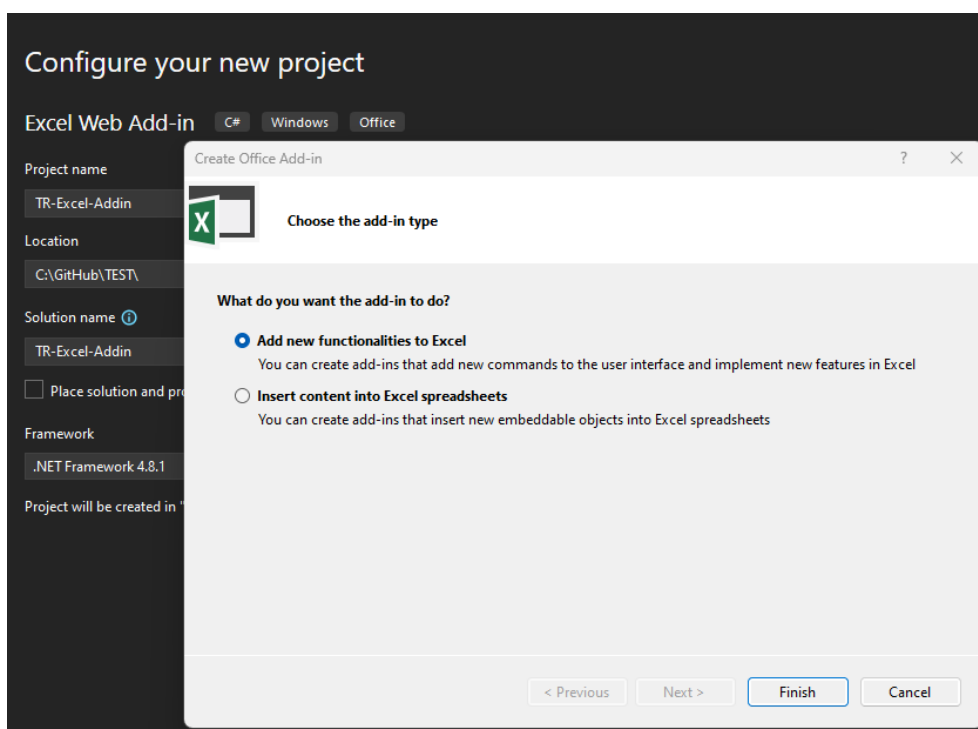 Configure your new project
Excel Web Add-in C# Windows Office
Project name
TR-Excel-Addin
Location
C:\GitHub\TEST\
Solution name
TR-Excel-Addin
Place solution and
Framework
.NET Framework 4.8.1
Project will be created in "
Create Office Add-in ?
X
Choose the add-in type
What do you want the add-in to do?
Add new functionalities to Excel
You can create add-ins that add new commands to the user interface and implement new features in Excel
Insert content into Excel spreadsheets
You can create add-ins that insert new embeddable objects into Excel spreadsheets
< Previous Next > Finish Cancel